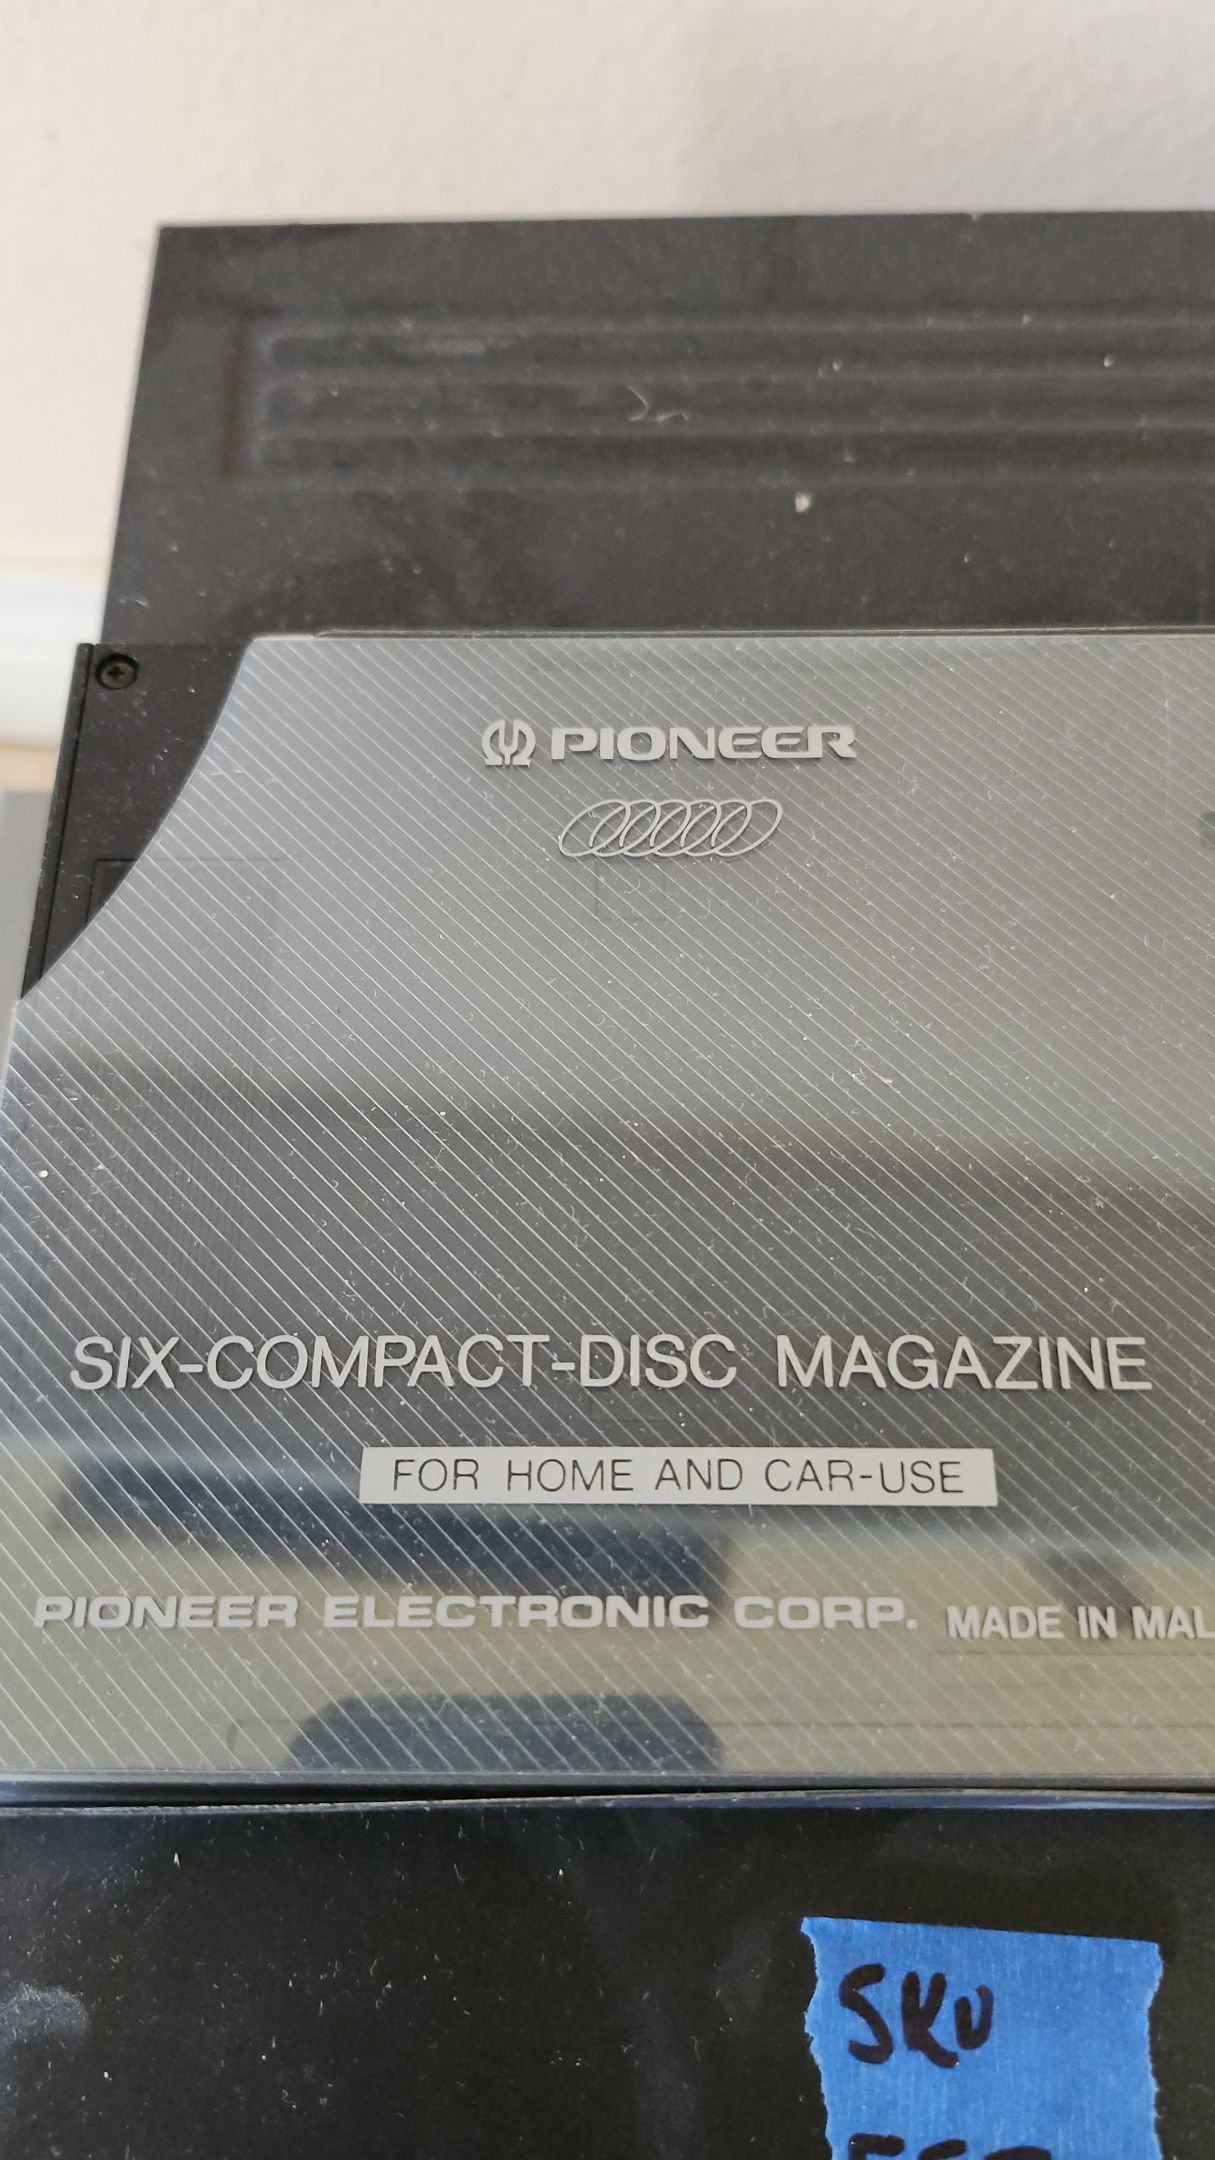 PIONEER
SIX-COMPACT-DISC MAGAZINE
FOR HOME AND CAR-USE
PIONEER ELECTRONIC CORP. MADE IN MAL
SKU